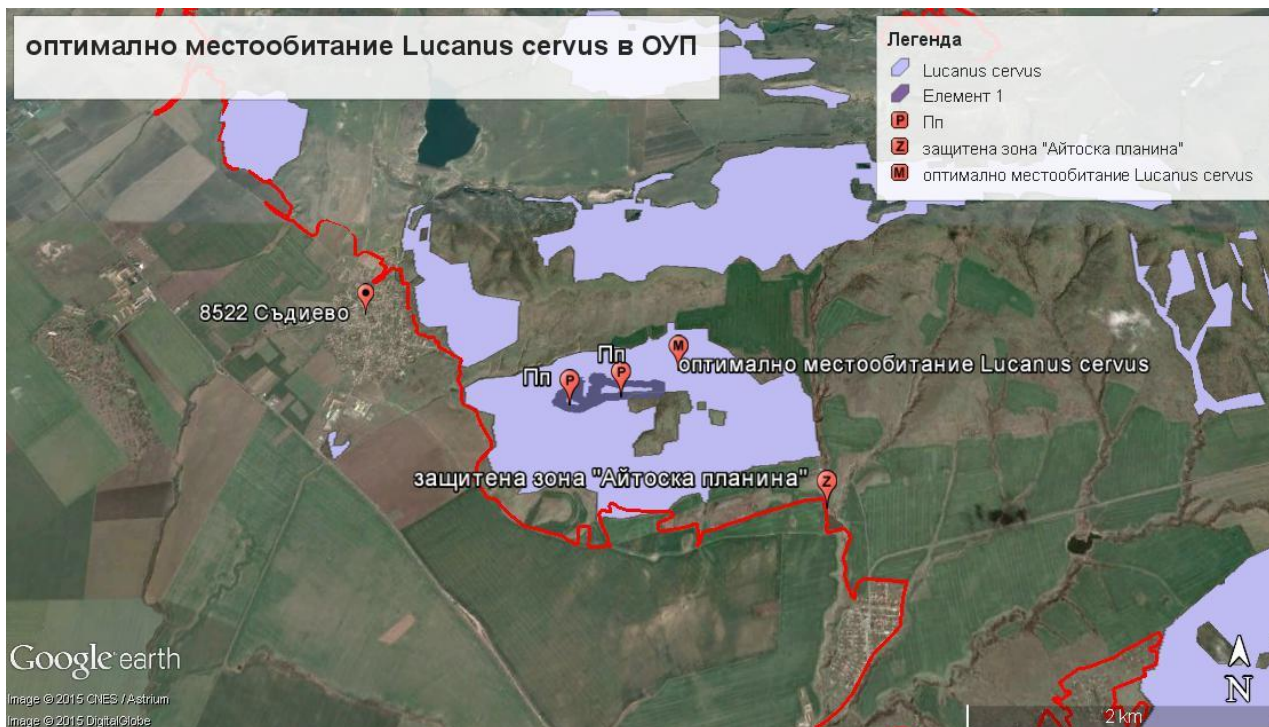 оптимално местообитание Lucanus cervus в ОУП
Легенда
Lucanus cervus
Елемент 1
P Пп
Z защитена зона "Айтоска планина"
M оптимално местообитание Lucanus cervus
8522 Съдиево
M
Пп
оптимално местообитание Lucanus cervus
Пп P P
защитена зона "Айтоска планина" Z
Google earth
Image © 2015 CNES / Astrium
Image © 2015 DigitalGlobe
N
2 km